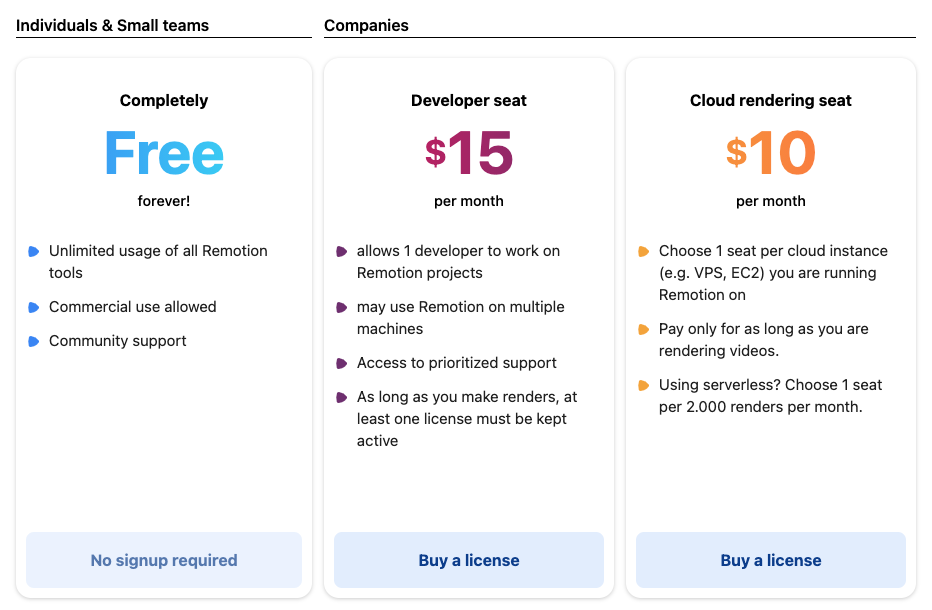 Individuals & Small teams
Companies
Completely
Free
forever!
Unlimited usage of all Remotion
tools
Commercial use allowed
Community support
No signup required
Developer seat
$15
per month
allows 1 developer to work on
Remotion projects
may use Remotion on multiple
machines
Access to prioritized support
As long as you make renders, at
least one license must be kept
active
Buy a license
Cloud rendering seat
$10
per month
Choose 1 seat per cloud instance
(e.g. VPS, EC2) you are running
Remotion on
Pay only for as long as you are
rendering videos.
Using serverless? Choose 1 seat
per 2.000 renders per month.
Buy a license